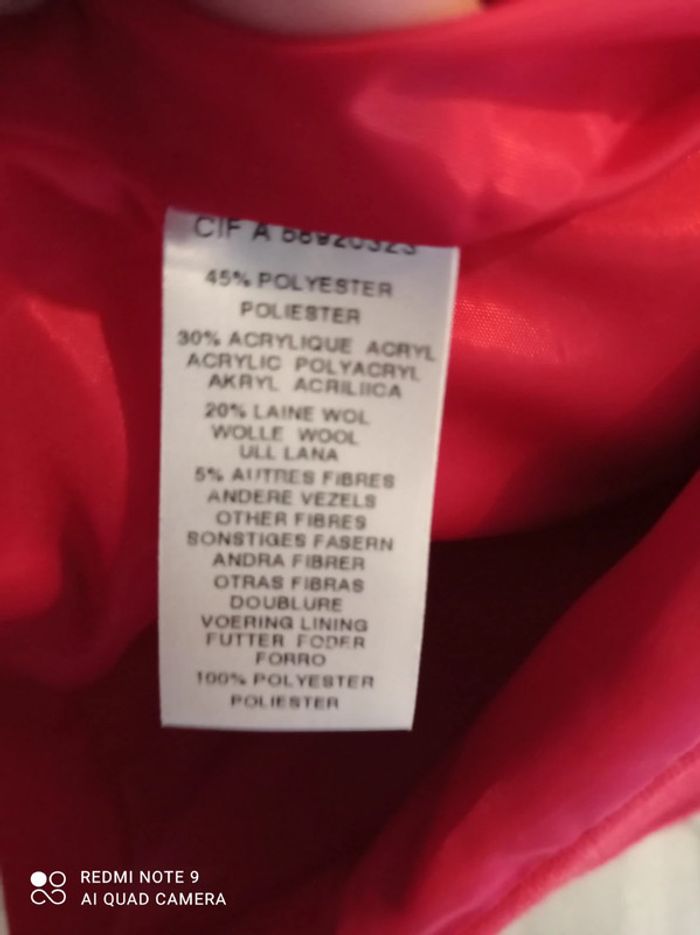 CIF A 68920323
45% POLYESTER
POLIESTER
30% ACRYLIQUE ACRYL
ACRYLIC POLYACRYL
AKRYL ACRILIICA
20% LAINE WOL
WOLLE WOOL
ULL LANA
5% AUTRES FIBRES
ANDERE VEZELS
OTHER FIBRES
SONSTIGES FASERN
ANDRA FIBRER
OTRAS FIBRAS
DOUBLURE
VOERING LINING
FUTTER FODER
FORRO
100% POLYESTER
POLIESTER
REDMI NOTE 9
AI QUAD CAMERA